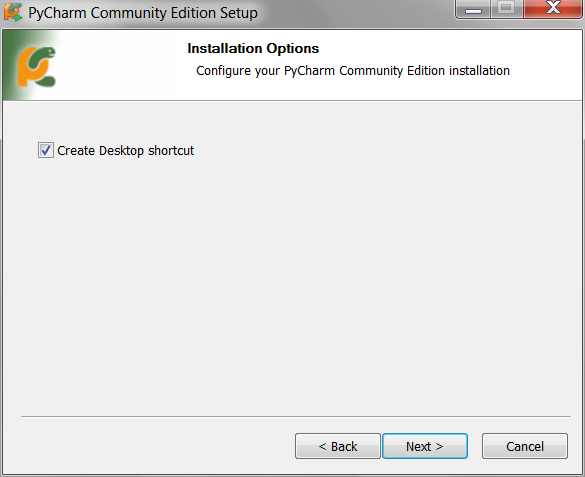 PyCharm Community Edition Setup
Installation Options
Configure your PyCharm Community Edition installation
Create Desktop shortcut
< Back
Next >
Cancel